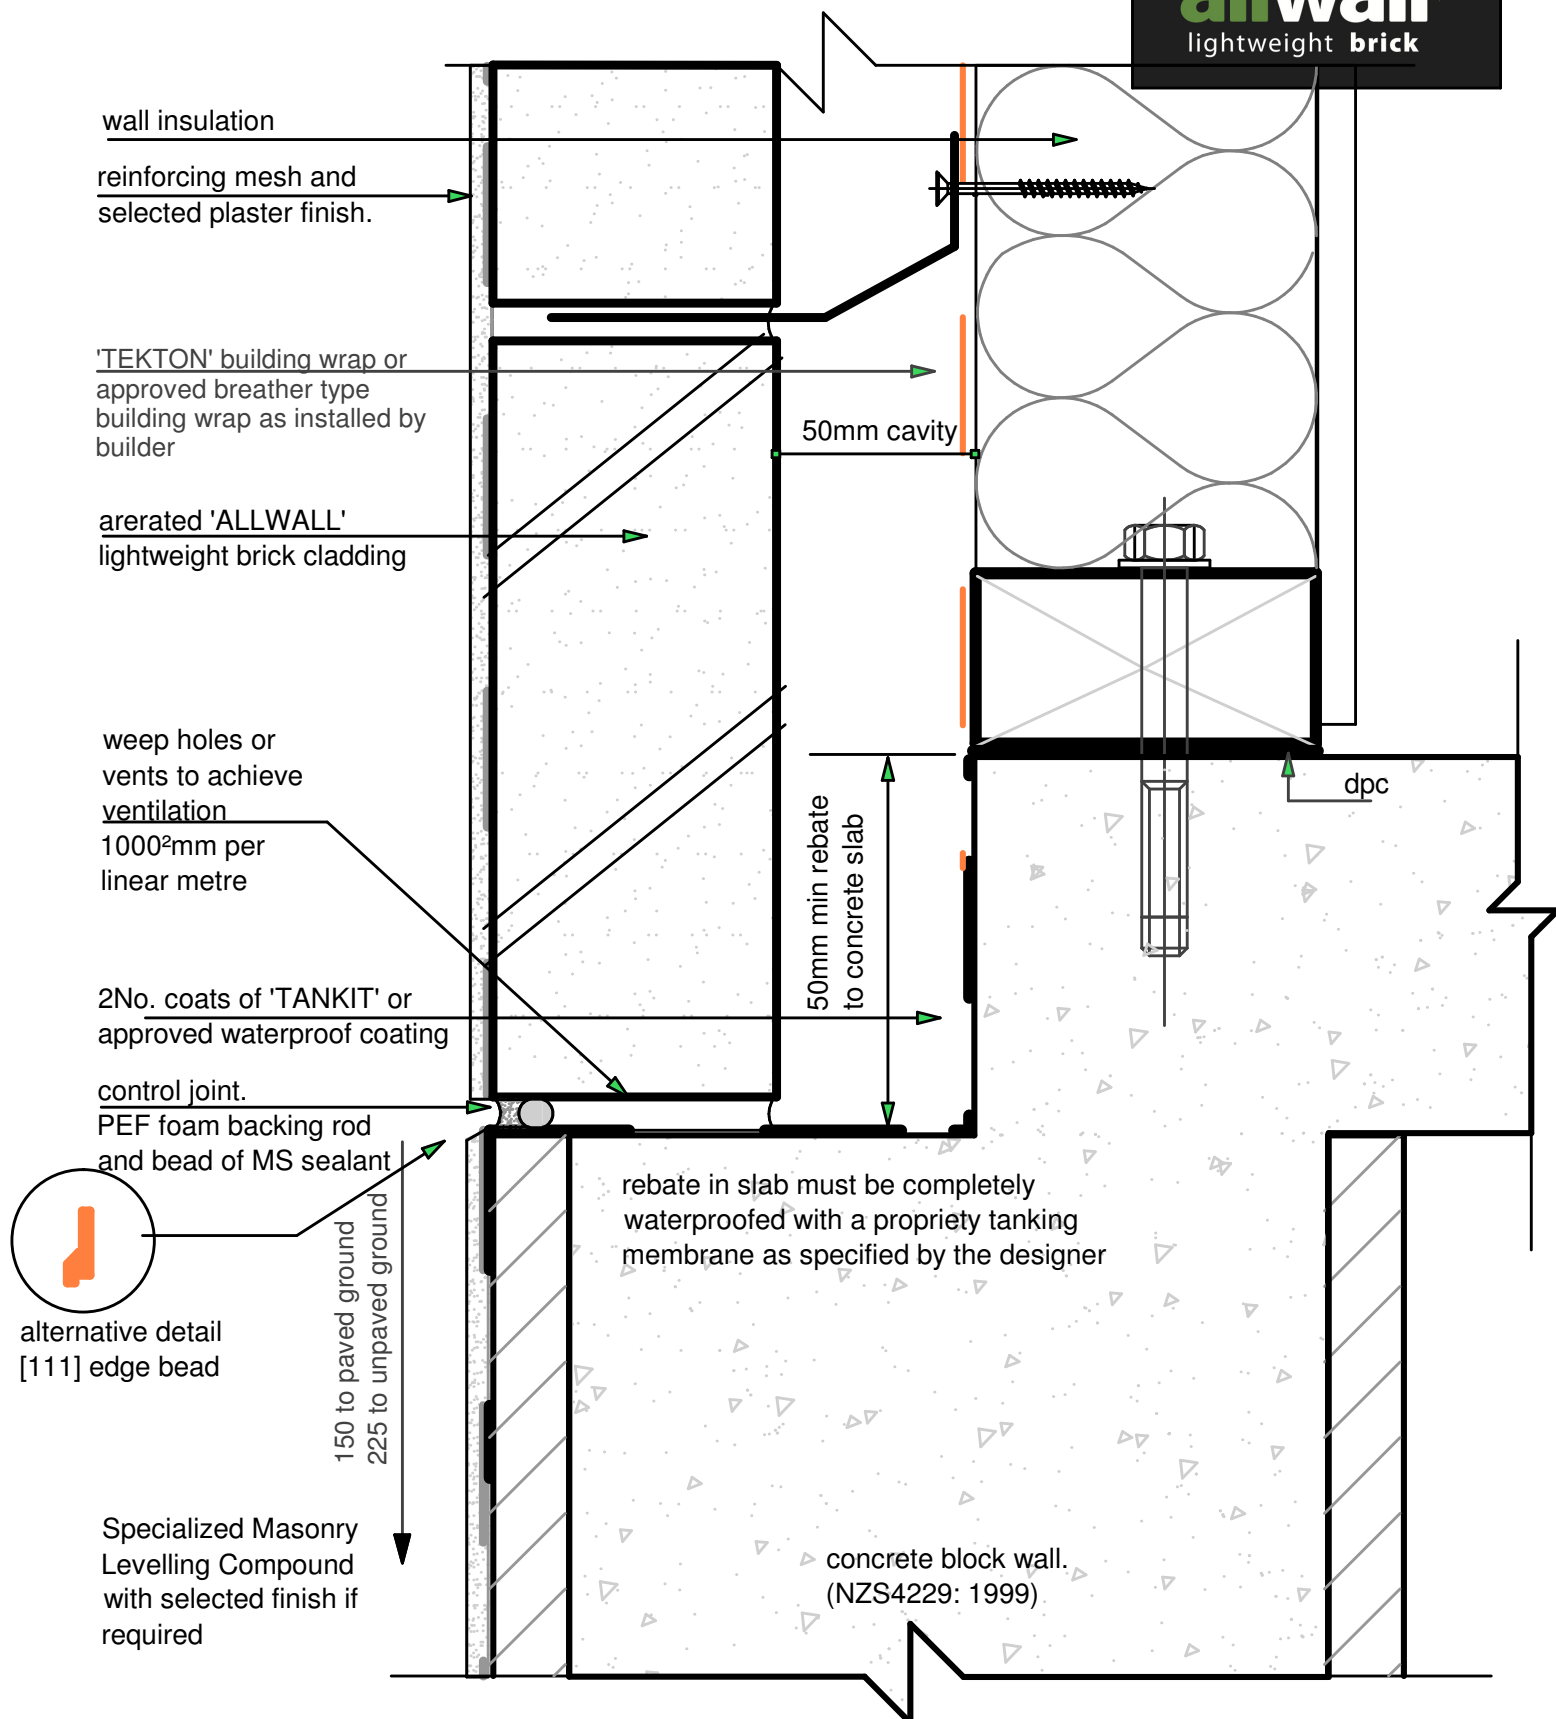 allwall
lightweight brick
wall insulation
reinforcing mesh and
selected plaster finish.
'TEKTON' building wrap or
approved breather type
building wrap as installed by
builder
50mm cavity
arerated 'ALLWALL'
lightweight brick cladding
weep holes or
vents to achieve
ventilation
1000²mm per
linear metre
50mm min rebate
to concrete slab
dpc
2No. coats of 'TANKIT' or
approved waterproof coating
control joint.
PEF foam backing rod
and bead of MS sealant
rebate in slab must be completely
waterproofed with a propriety tanking
membrane as specified by the designer
150 to paved ground
225 to unpaved ground
alternative detail
[111] edge bead
Specialized Masonry
Levelling Compound
with selected finish if
required
concrete block wall.
(NZS4229: 1999)